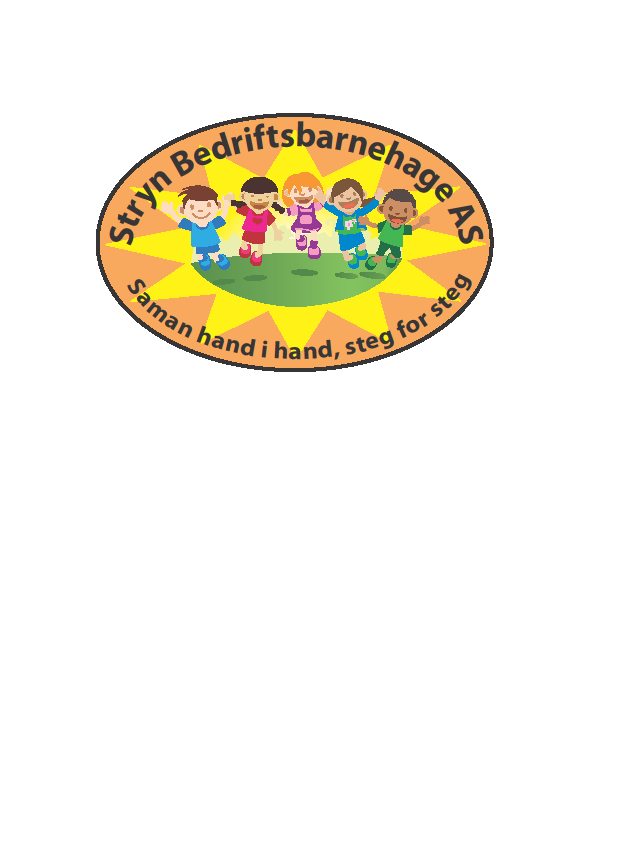 Stryn Bedriftsbarnehage AS
Saman hand i hand, steg for steg